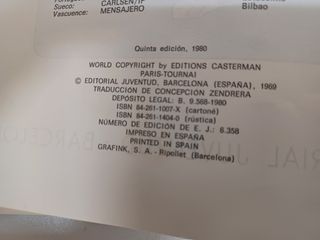 Sueco: CARLSEN/IF
Vascuence: MENSAJERO Bilbao
Quinta edición, 1980
WORLD COPYRIGHT by EDITIONS CASTERMAN
PARIS-TOURNAI
© EDITORIAL JUVENTUD, BARCELONA (ESPAÑA), 1969
TRADUCCIÓN DE CONCEPCIÓN ZENDRERA
DEPÓSITO LEGAL: B. 9.568-1980
ISBN 84-261-1007-X (cartoné)
ISBN 84-261-1404-0 (rústica)
NÚMERO DE EDICIÓN DE E. J.: 6.358
IMPRESO EN ESPAÑA
PRINTED IN SPAIN
GRAFINK, S. A. - Ripollet (Barcelona)